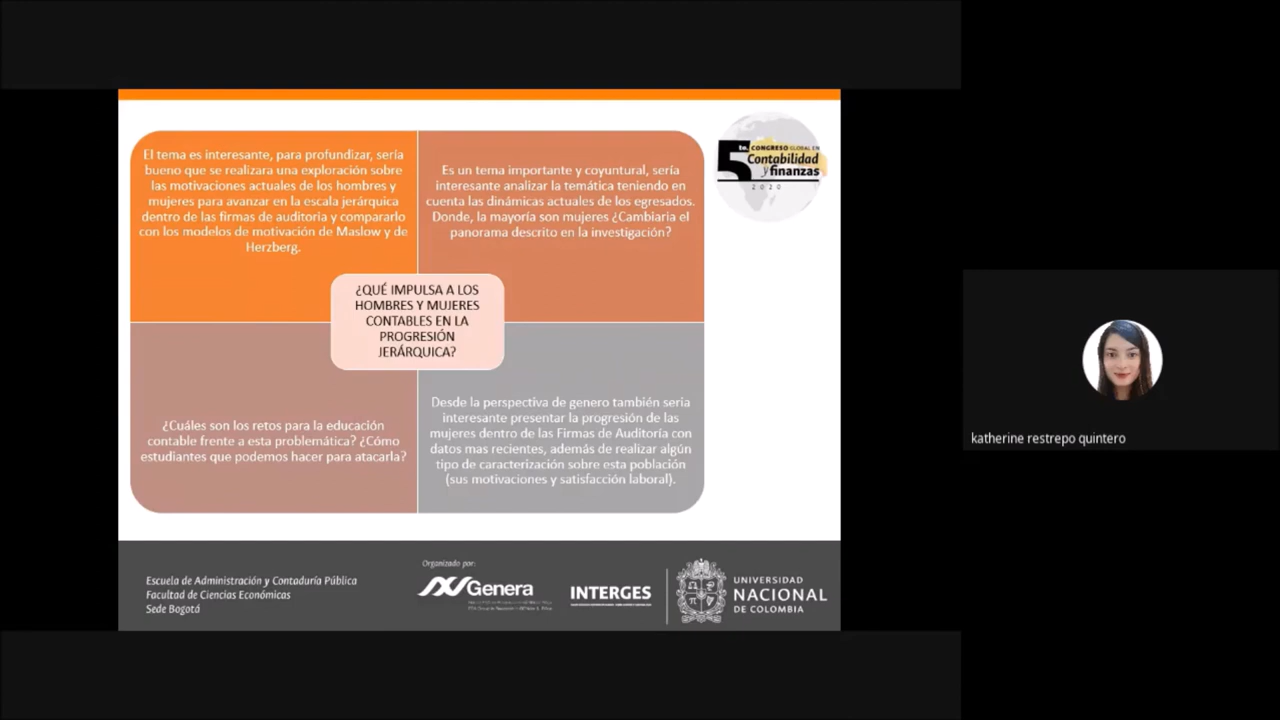 El tema es interesante, para profundizar, sería
bueno que se realizara una exploración sobre
las motivaciones actuales de los hombres y
mujeres para avanzar en la escala jerárquica
dentro de las firmas de auditoria y compararlo
con los modelos de motivación de Maslow y de
Herzberg.
Es un tema importante y coyuntural, sería
interesante analizar la temática teniendo en
cuenta las dinámicas actuales de los egresados.
Donde, la mayoría son mujeres ¿Cambiaria el
panorama descrito en la investigación?
5to. CONGRESO GLOBAL EN
Contabilidad
y finanzas
2020
¿QUÉ IMPULSA A LOS
HOMBRES Y MUJERES
CONTABLES EN LA
PROGRESIÓN
JERÁRQUICA?
¿Cuáles son los retos para la educación
contable frente a esta problemática? ¿Cómo
estudiantes que podemos hacer para atacarla?
Desde la perspectiva de genero también seria
interesante presentar la progresión de las
mujeres dentro de las Firmas de Auditoría con
datos mas recientes, además de realizar algún
tipo de caracterización sobre esta población
(sus motivaciones y satisfacción laboral).
katherine restrepo quintero
Escuela de Administración y Contaduría Pública
Facultad de Ciencias Económicas
Sede Bogotá
Organizado por:
Genera
INTERGES
UNIVERSIDAD
NACIONAL
DE COLOMBIA